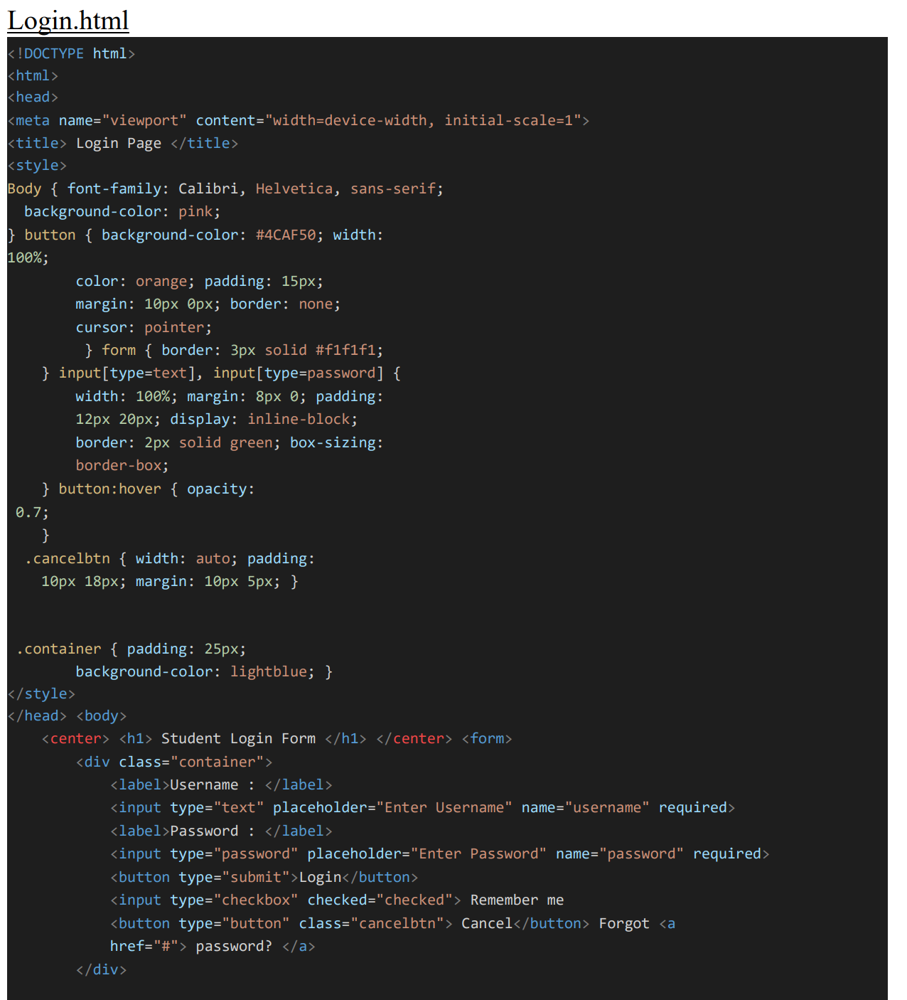 Login.html
<!DOCTYPE html>
<html>
<head>
<meta name="viewport" content="width=device-width, initial-scale=1">
<title> Login Page </title>
<style>
Body { font-family: Calibri, Helvetica, sans-serif;
  background-color: pink;
} button { background-color: #4CAF50; width:
100%;
        color: orange; padding: 15px;
        margin: 10px 0px; border: none;
        cursor: pointer;
         } form { border: 3px solid #f1f1f1;
    } input[type=text], input[type=password] {
        width: 100%; margin: 8px 0; padding:
        12px 20px; display: inline-block;
        border: 2px solid green; box-sizing:
        border-box;
    } button:hover { opacity:
 0.7;
    }
  .cancelbtn { width: auto; padding:
    10px 18px; margin: 10px 5px; }
 .container { padding: 25px;
        background-color: lightblue; }
</style>
</head> <body>
    <center> <h1> Student Login Form </h1> </center> <form>
        <div class="container">
            <label>Username : </label>
            <input type="text" placeholder="Enter Username" name="username" required>
            <label>Password : </label>
            <input type="password" placeholder="Enter Password" name="password" required>
            <button type="submit">Login</button>
            <input type="checkbox" checked="checked"> Remember me
            <button type="button" class="cancelbtn"> Cancel</button> Forgot <a
            href="#"> password? </a>
        </div>